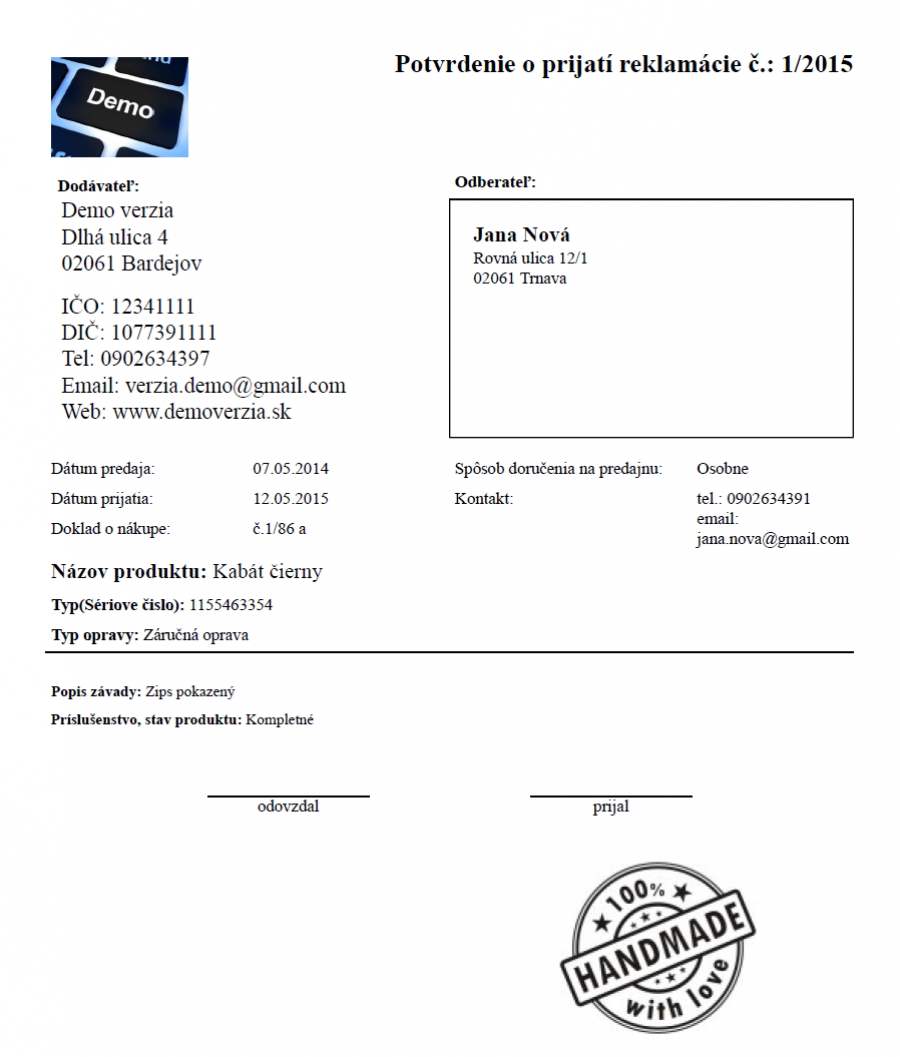 Demo
Potvrdenie o prijatí reklamácie č.: 1/2015
Dodávateľ:
Demo verzia
Dlhá ulica 4
02061 Bardejov
IČO: 12341111
DIČ: 1077391111
Tel: 0902634397
Email: verzia.demo@gmail.com
Web: www.demoverzia.sk
Odberateľ:
Jana Nová
Rovná ulica 12/1
02061 Trnava
Dátum predaja: 07.05.2014
Dátum prijatia: 12.05.2015
Doklad o nákupe: č.1/86 a
Spôsob doručenia na predajnu: Osobne
Kontakt: tel.: 0902634391
email:
jana.nova@gmail.com
Názov produktu: Kabát čierny
Typ(Sériove čislo): 1155463354
Typ opravy: Záručná oprava
Popis závady: Zips pokazený
Príslušenstvo, stav produktu: Kompletné
odovzdal
prijal
100%
HANDMADE
with love